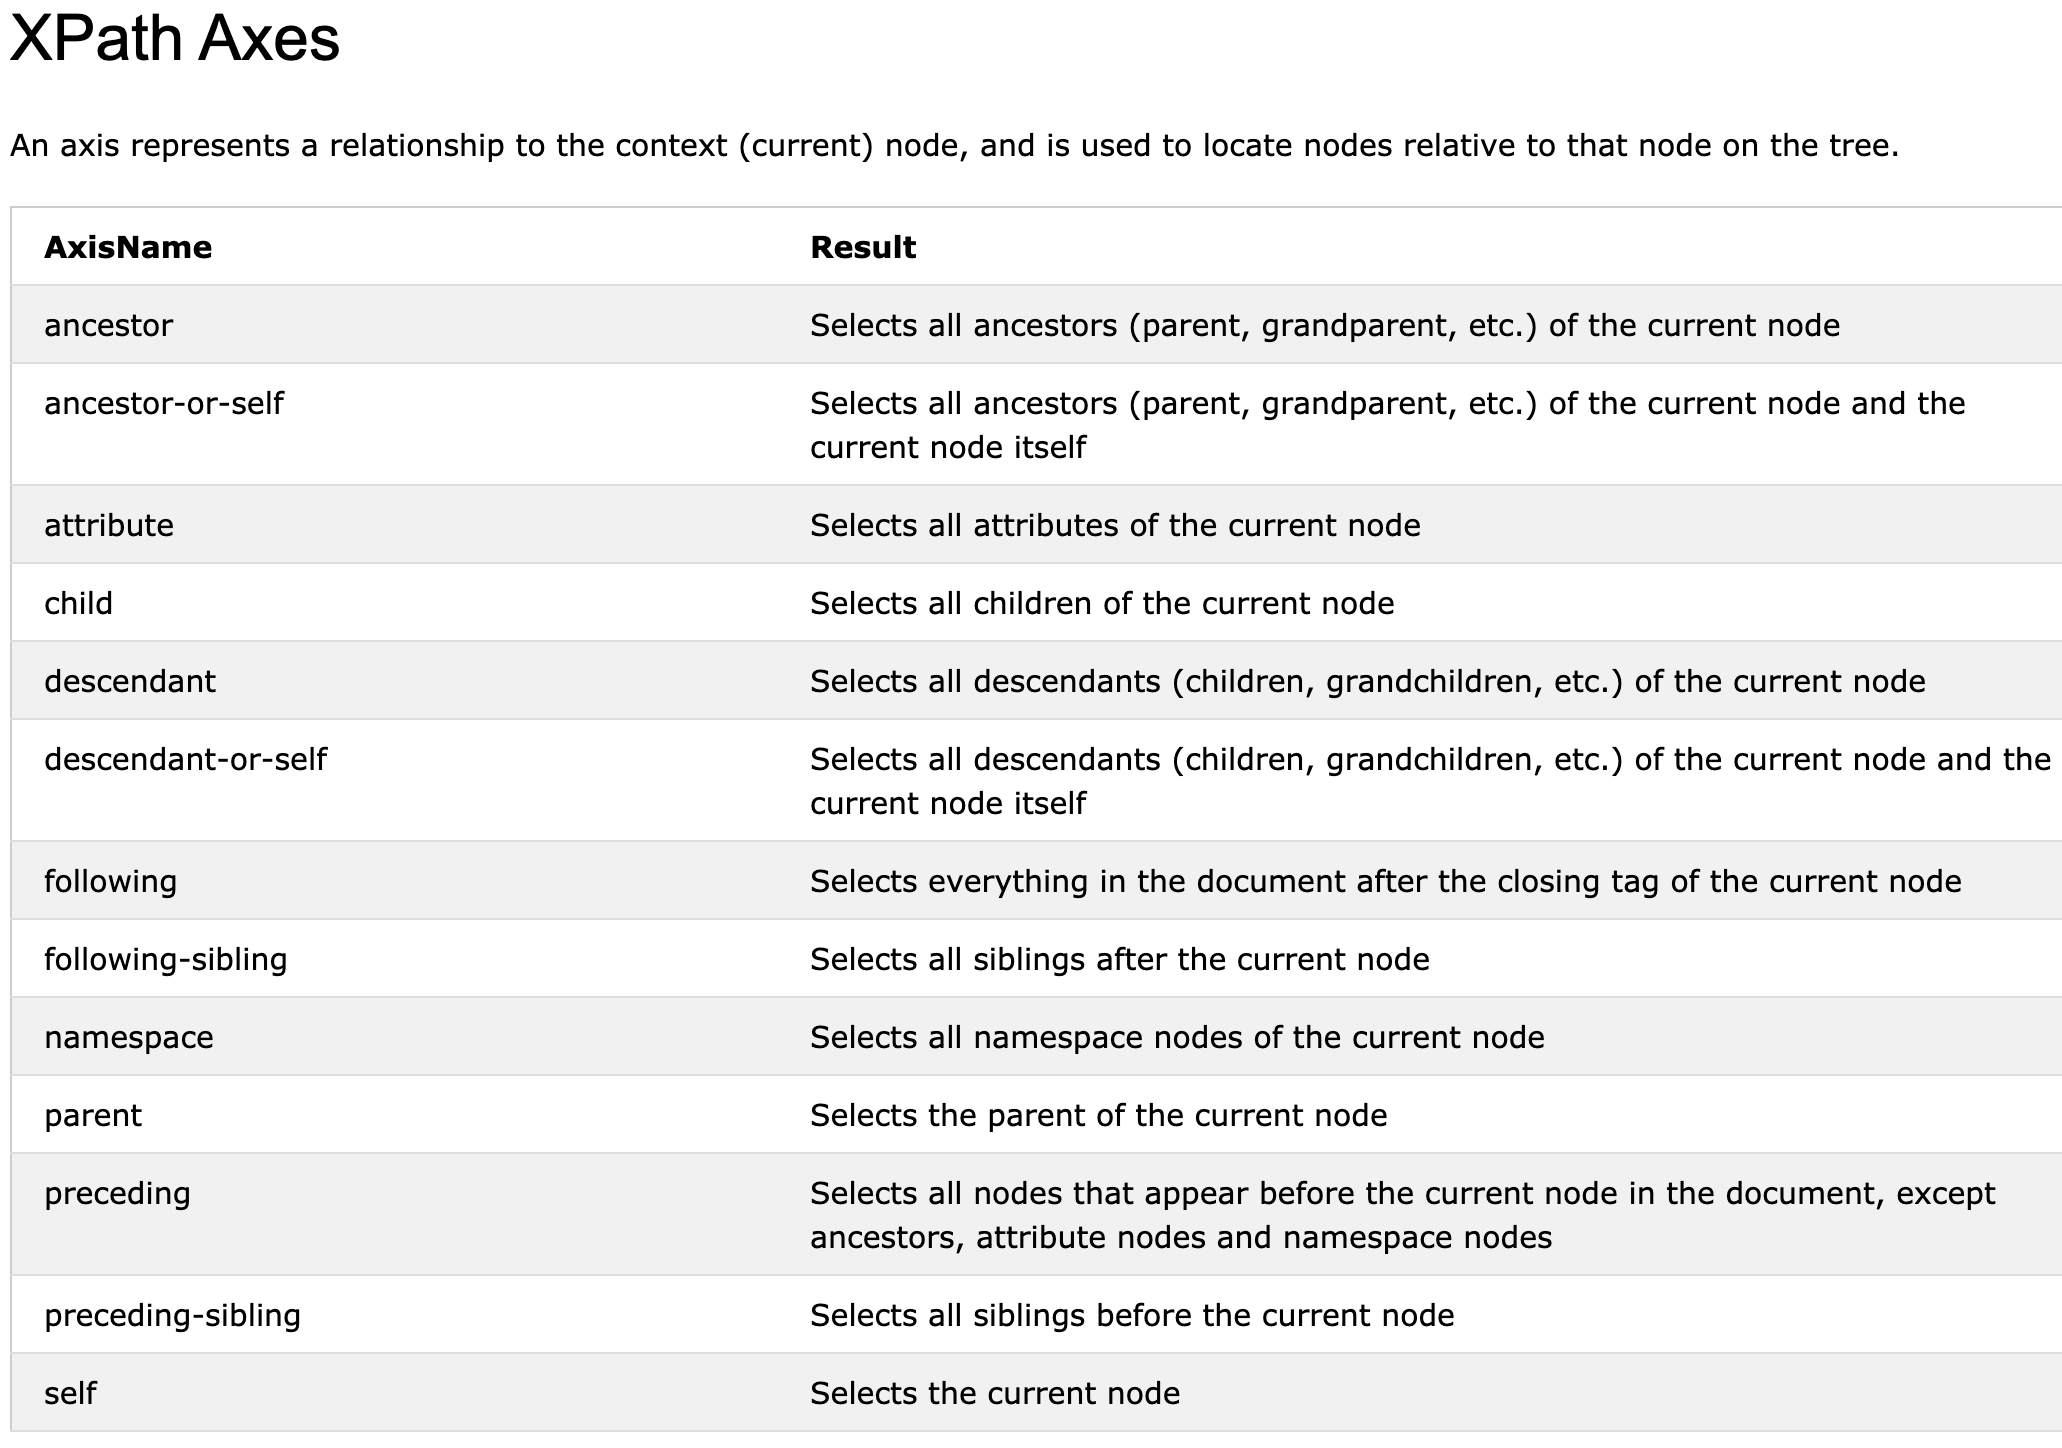 XPath Axes
An axis represents a relationship to the context (current) node, and is used to locate nodes relative to that node on the tree.
AxisName Result
ancestor Selects all ancestors (parent, grandparent, etc.) of the current node
ancestor-or-self Selects all ancestors (parent, grandparent, etc.) of the current node and the
current node itself
attribute Selects all attributes of the current node
child Selects all children of the current node
descendant Selects all descendants (children, grandchildren, etc.) of the current node
descendant-or-self Selects all descendants (children, grandchildren, etc.) of the current node and the
current node itself
following Selects everything in the document after the closing tag of the current node
following-sibling Selects all siblings after the current node
namespace Selects all namespace nodes of the current node
parent Selects the parent of the current node
preceding Selects all nodes that appear before the current node in the document, except
ancestors, attribute nodes and namespace nodes
preceding-sibling Selects all siblings before the current node
self Selects the current node